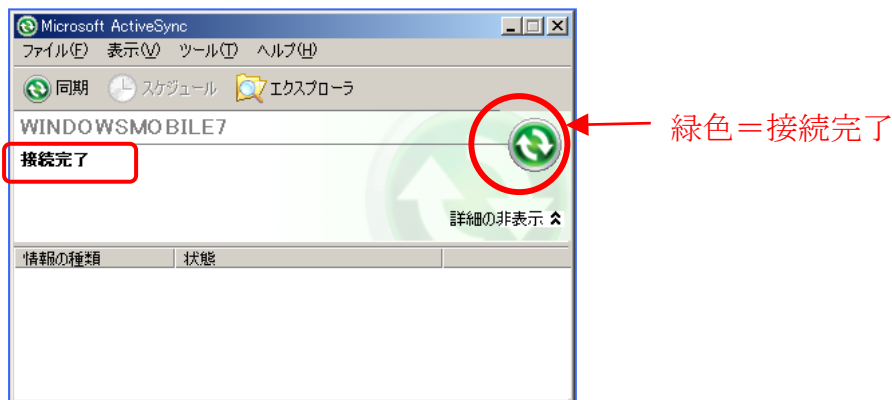 Microsoft ActiveSync
ファイル(F) 表示(V) ツール(T) ヘルプ(H)
同期 スケジュール エクスプローラ
WINDOWSMOBILE7
緑色＝接続完了
接続完了
詳細の非表示
情報の種類 状態